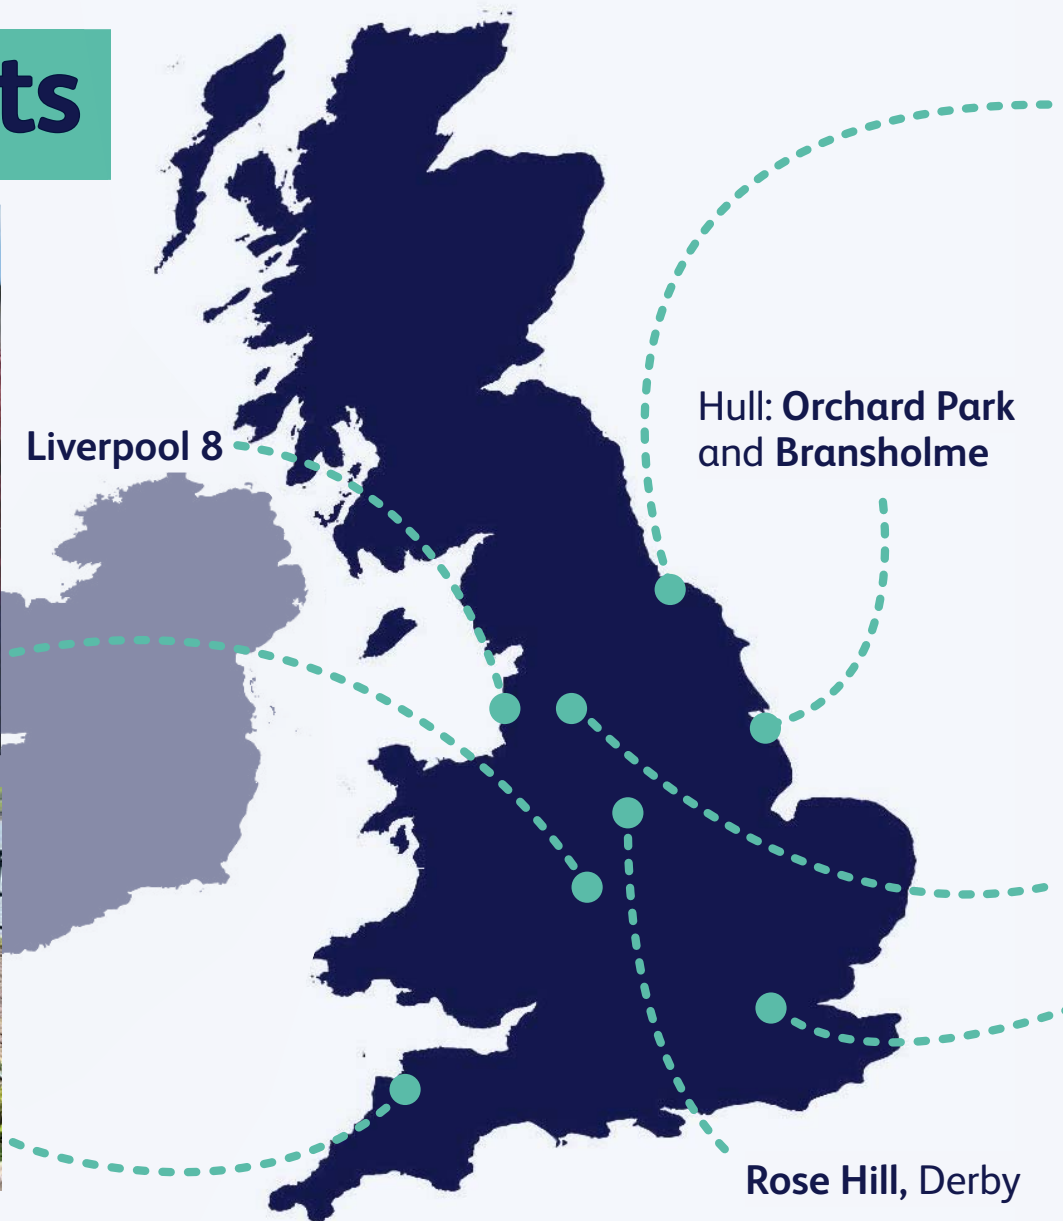 ts
Liverpool 8
Hull: Orchard Park
and Bransholme
Rose Hill, Derby